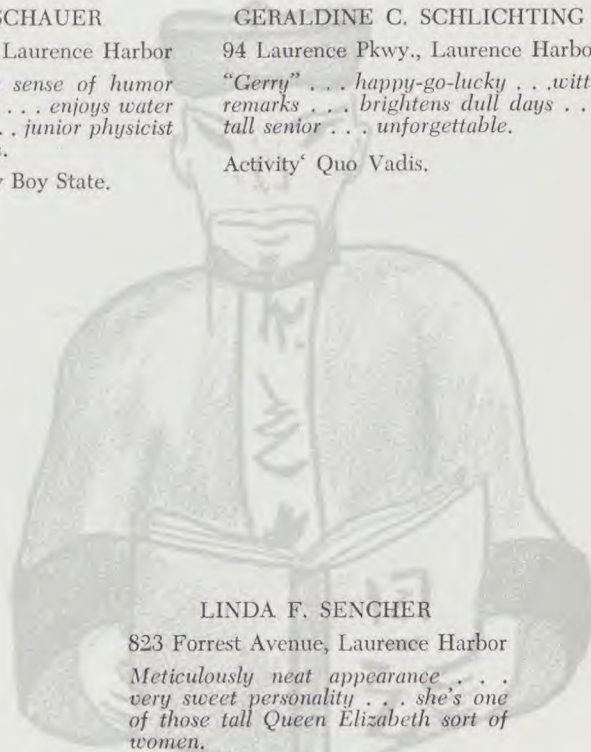 SCHAUER
Laurence Harbor
sense of humor
. . . enjoys water
. . junior physicist
Boy State.
GERALDINE C. SCHLICHTING
94 Laurence Pkwy., Laurence Harbo
"Gerry" . . . happy-go-lucky . . .witt
remarks . . . brightens dull days . .
tall senior . . . unforgettable.
Activity‘ Quo Vadis.
LINDA F. SENCHER
823 Forrest Avenue, Laurence Harbor
Meticulously neat appearance . . .
very sweet personality . . . she's one
of those tall Queen Elizabeth sort of
women.